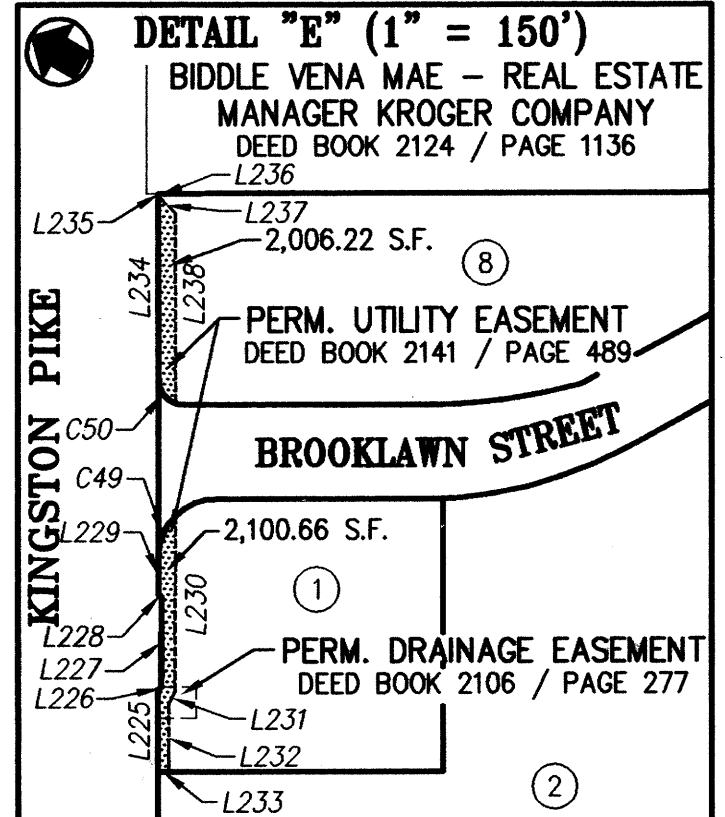 DETAIL "E" (1" = 150')
BIDDLE VENA MAE – REAL ESTATE
MANAGER KROGER COMPANY
DEED BOOK 2124 / PAGE 1136
L236
L235
L237
2,006.22 S.F.
8
L234
L238
PERM. UTILITY EASEMENT
DEED BOOK 2141 / PAGE 489
KINGSTON PIKE
C50
BROOKLAWN STREET
C49
L229
2,100.66 S.F.
1
L230
L228
L227
PERM. DRAINAGE EASEMENT
DEED BOOK 2106 / PAGE 277
L226
L225
L231
L232
2
L233